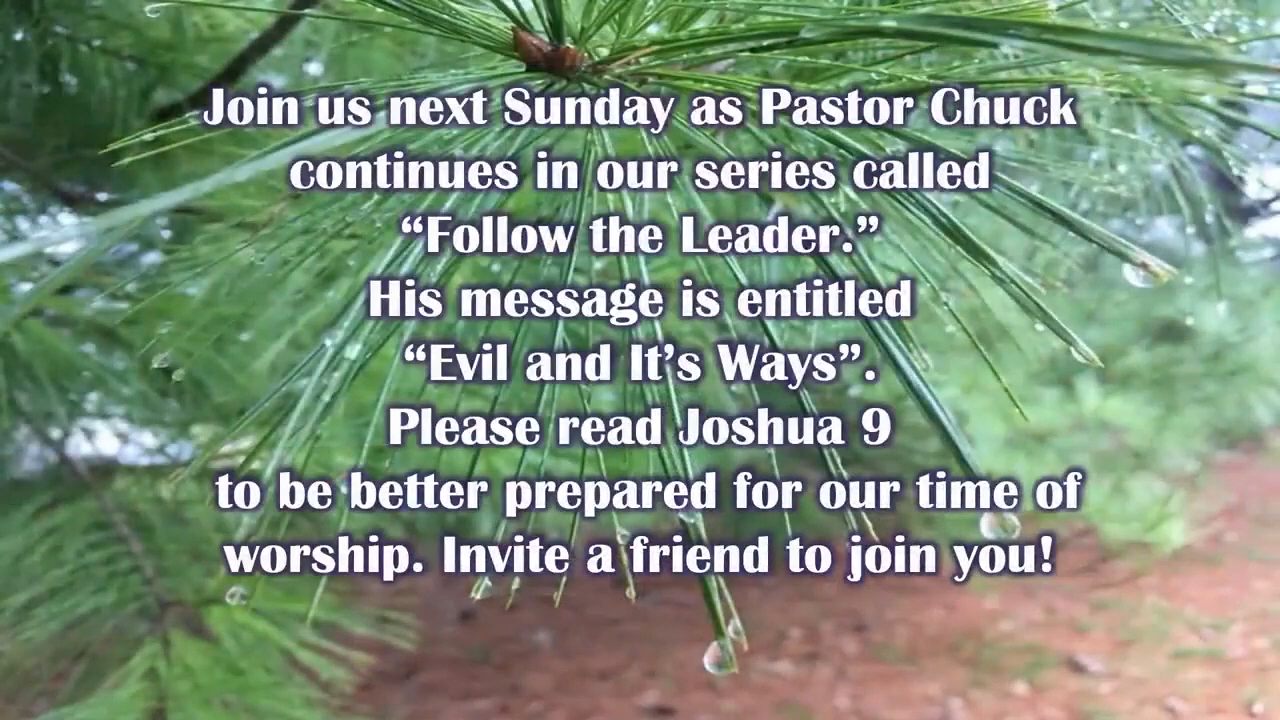 Join us next Sunday as Pastor Chuck
continues in our series called
“Follow the Leader.”
His message is entitled
“Evil and It’s Ways”.
Please read Joshua 9
to be better prepared for our time of
worship. Invite a friend to join you!